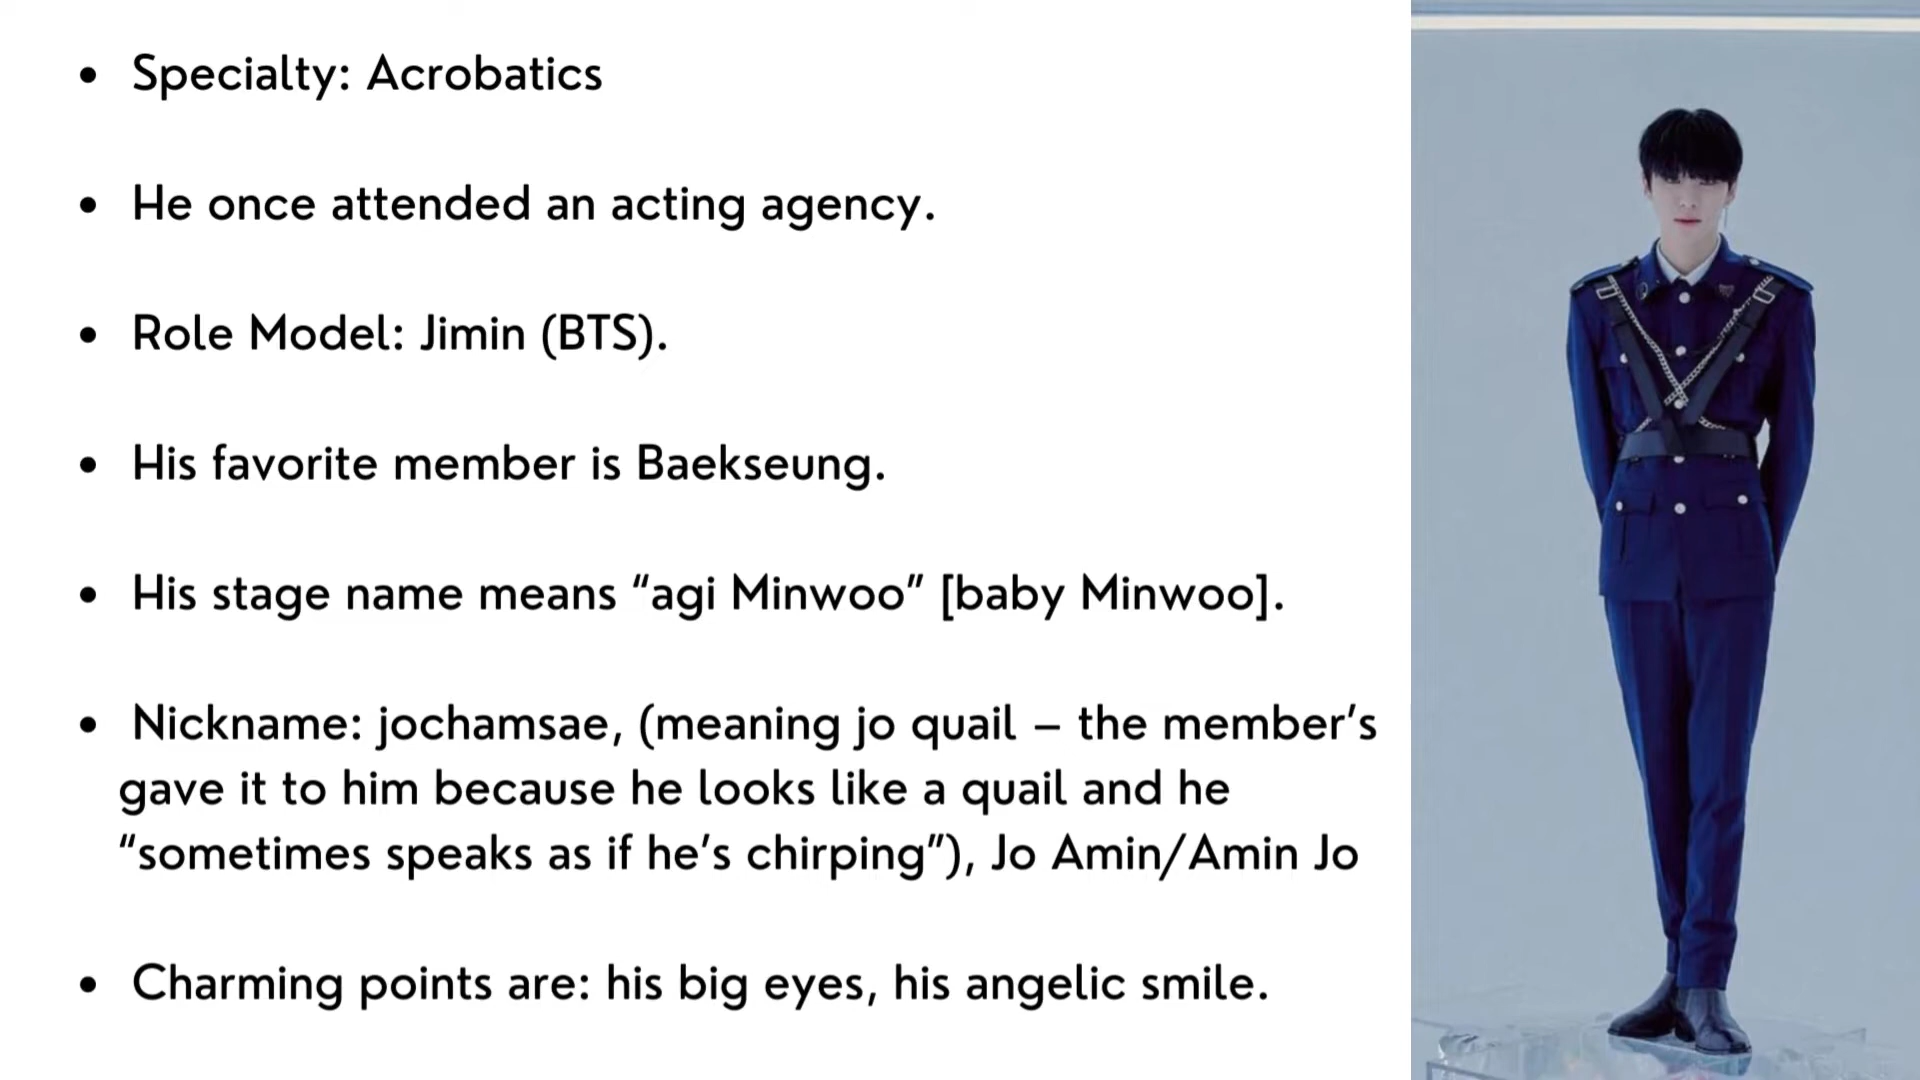 • Specialty: Acrobatics
• He once attended an acting agency.
• Role Model: Jimin (BTS).
• His favorite member is Baekseung.
• His stage name means “agi Minwoo” [baby Minwoo].
• Nickname: jochamsae, (meaning jo quail – the member’s
gave it to him because he looks like a quail and he
“sometimes speaks as if he’s chirping”), Jo Amin/Amin Jo
• Charming points are: his big eyes, his angelic smile.